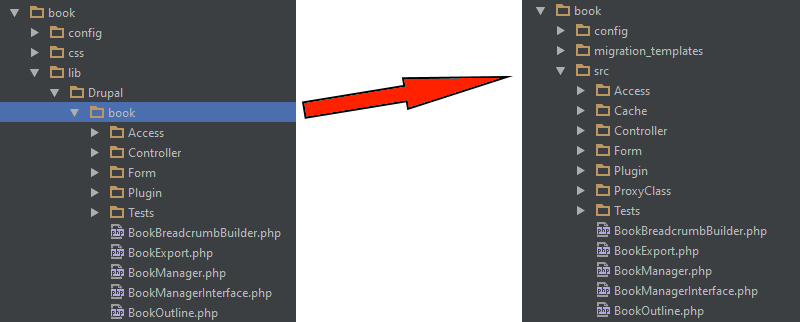 book
config
css
lib
Drupal
book
Access
Controller
Form
Plugin
Tests
BookBreadcrumbBuilder.php
BookExport.php
BookManager.php
BookManagerInterface.php
BookOutline.php
book
config
migration_templates
src
Access
Cache
Controller
Form
Plugin
ProxyClass
Tests
BookBreadcrumbBuilder.php
BookExport.php
BookManager.php
BookManagerInterface.php
BookOutline.php